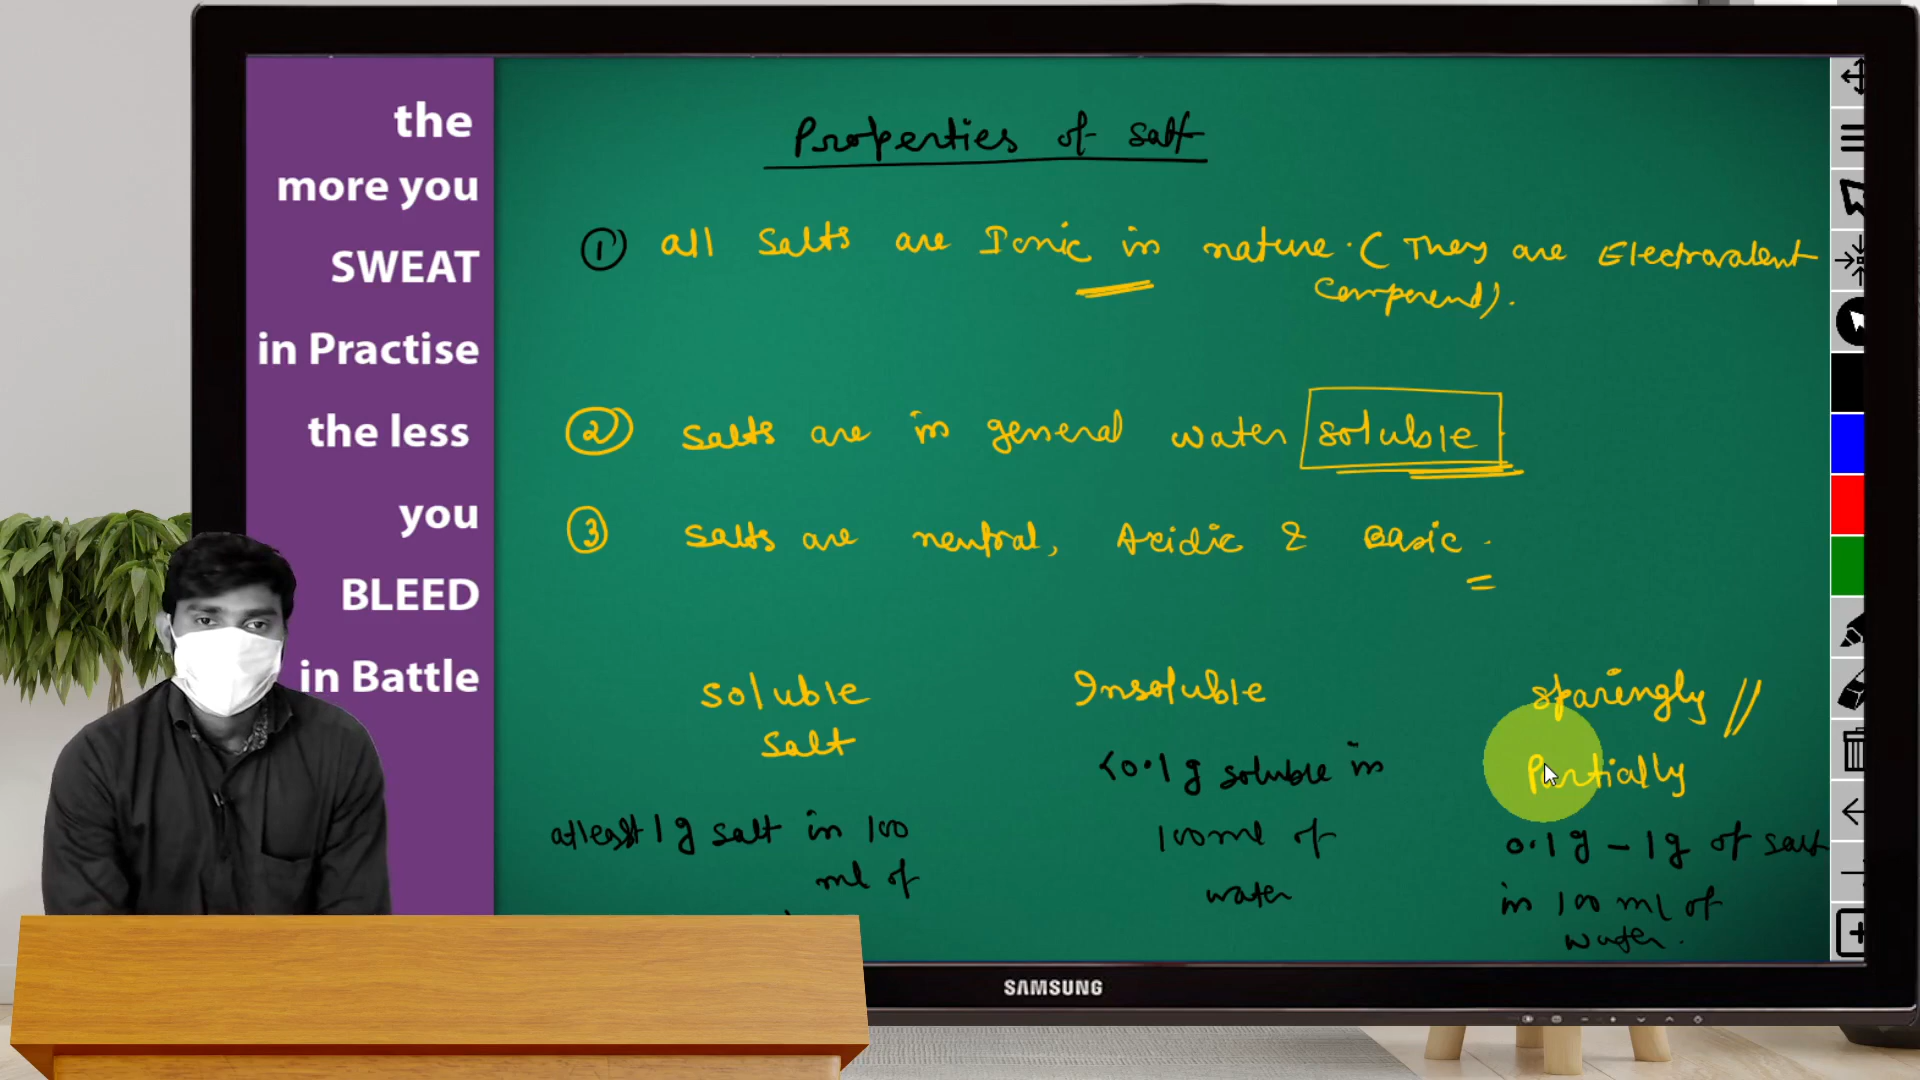 the
more you
SWEAT
in Practise
the less
you
BLEED
in Battle
Properties of salt
① all salts are Ionic in nature. ( They are Electrovalent
Compound).
② salts are in general water soluble.
③ salts are neutral, Acidic & Basic.
soluble
salt
atleast 1 g salt in 100
ml of
Insoluble
<0.1 g soluble in
100ml of
water
sparingly //
Partially
0.1 g – 1g of salt
in 100 ml of
water.
SAMSUNG